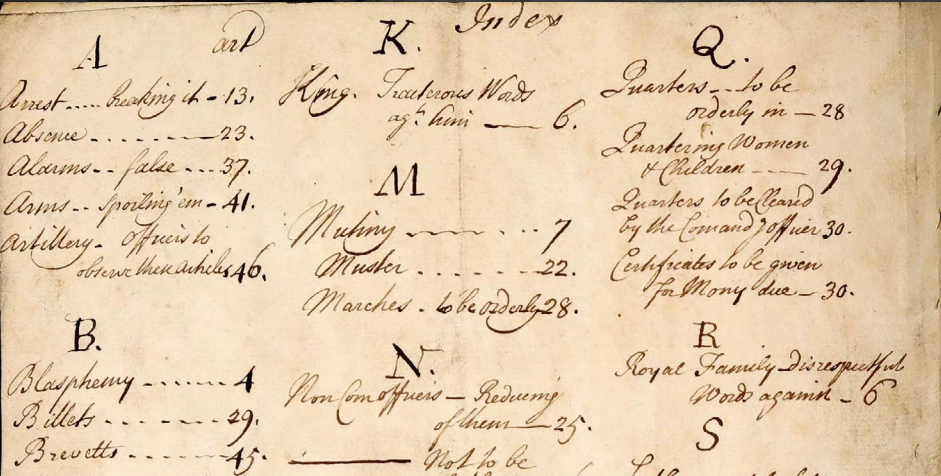 Index
A
art
Arrest ..... breaking it - 13.
Absence . . . . . . . . 23.
Alarms - - false . . . . 37.
Arms - - spoiling 'em - 41.
Artillery - officers to
observe these articles 46.
B.
Blasphemy - - - - - - 4
Billets - - - - - - - 29.
Brevetts - - - - - - 45.
K.
King. Traiterous Words
agt. him — 6.
M
Mutiny - - - - . . . 7
Muster . . . . . . . 22.
Marches . to be orderly 28.
N.
Non Com officers — Reducing
of them — 25.
——— Not to be
Q.
Quarters - - - to be
orderly in — 28
Quartering Women
& Children - - - - 29.
Quarters to be Cleared
by the Comandg officer 30.
Certificates to be given
for Mony due — 30.
R
Royal Family - disrespectful
Words against - 6
S